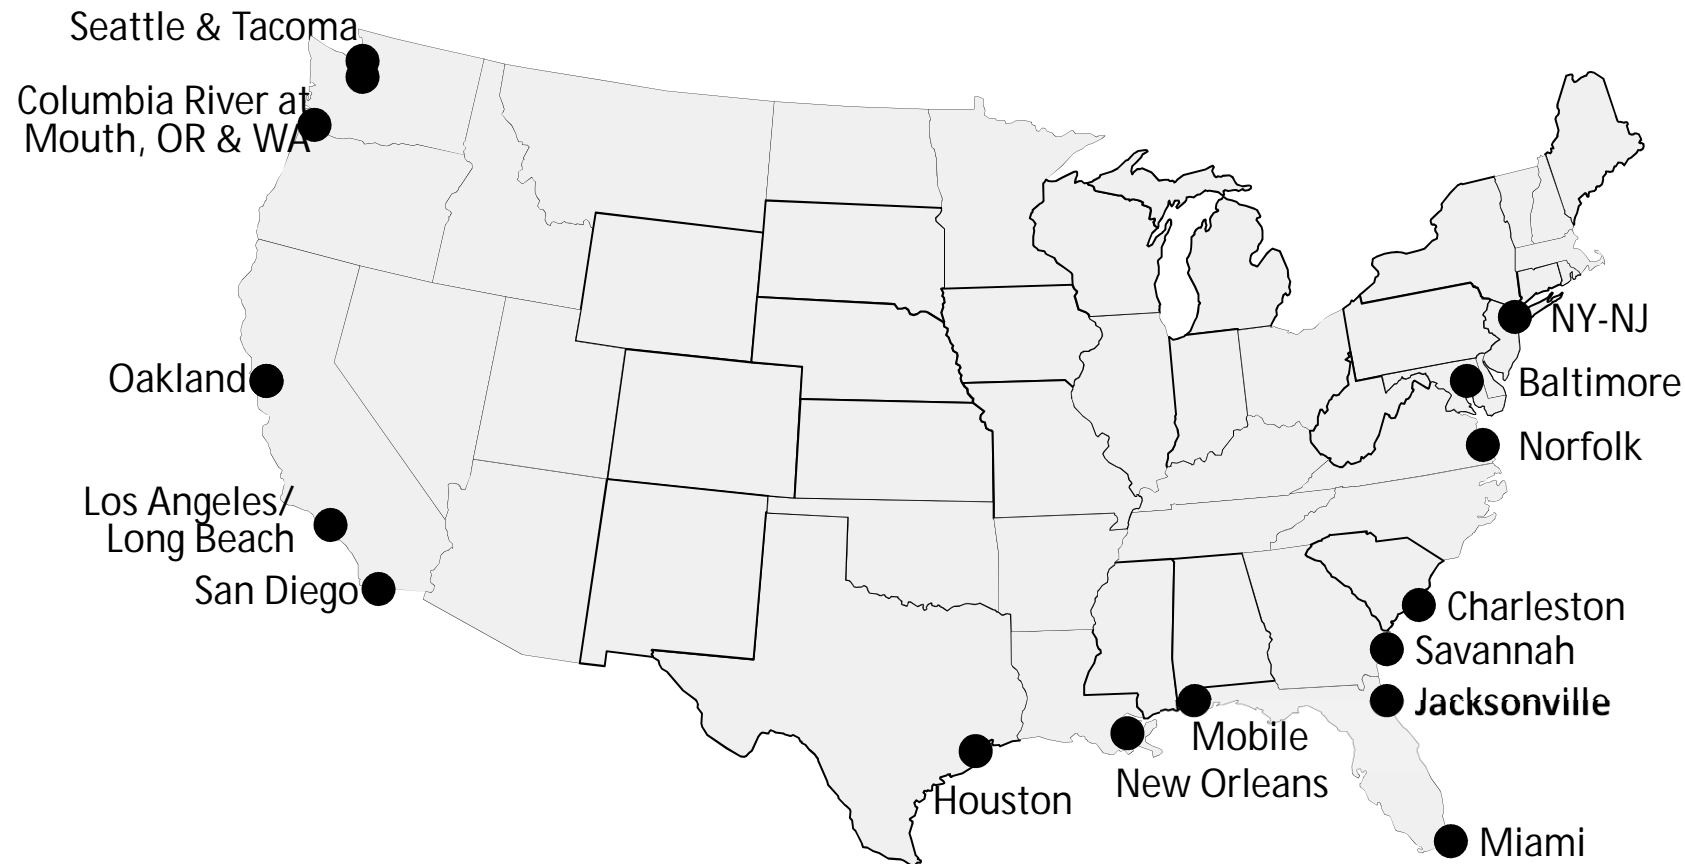 Seattle & Tacoma
Columbia River at
Mouth, OR & WA
NY-NJ
Oakland
Baltimore
Norfolk
Los Angeles/
Long Beach
San Diego
Charleston
Savannah
Jacksonville
Mobile
New Orleans
Houston
Miami